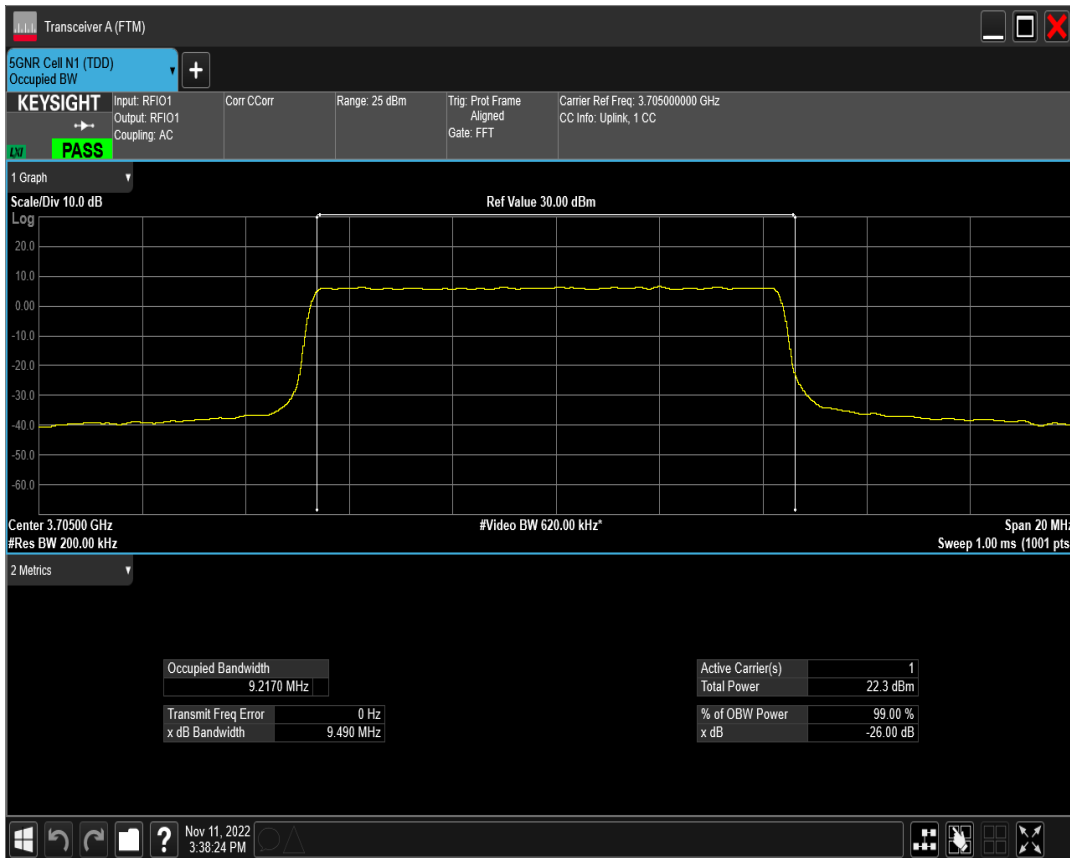 Transceiver A (FTM)
5GNR Cell N1 (TDD)
Occupied BW
+
KEYSIGHT
LXI
PASS
Input: RFIO1
Output: RFIO1
Coupling: AC
Corr CCorr
Range: 25 dBm
Trig: Prot Frame
Aligned
Gate: FFT
Carrier Ref Freq: 3.705000000 GHz
CC Info: Uplink, 1 CC
1 Graph
Scale/Div 10.0 dB
Ref Value 30.00 dBm
Log
20.0
10.0
0.00
-10.0
-20.0
-30.0
-40.0
-50.0
-60.0
Center 3.70500 GHz
#Video BW 620.00 kHz*
Span 20 MHz
#Res BW 200.00 kHz
Sweep 1.00 ms (1001 pts
2 Metrics
Occupied Bandwidth
9.2170 MHz
Transmit Freq Error 0 Hz
x dB Bandwidth 9.490 MHz
Active Carrier(s) 1
Total Power 22.3 dBm
% of OBW Power 99.00 %
x dB -26.00 dB
?
Nov 11, 2022
3:38:24 PM